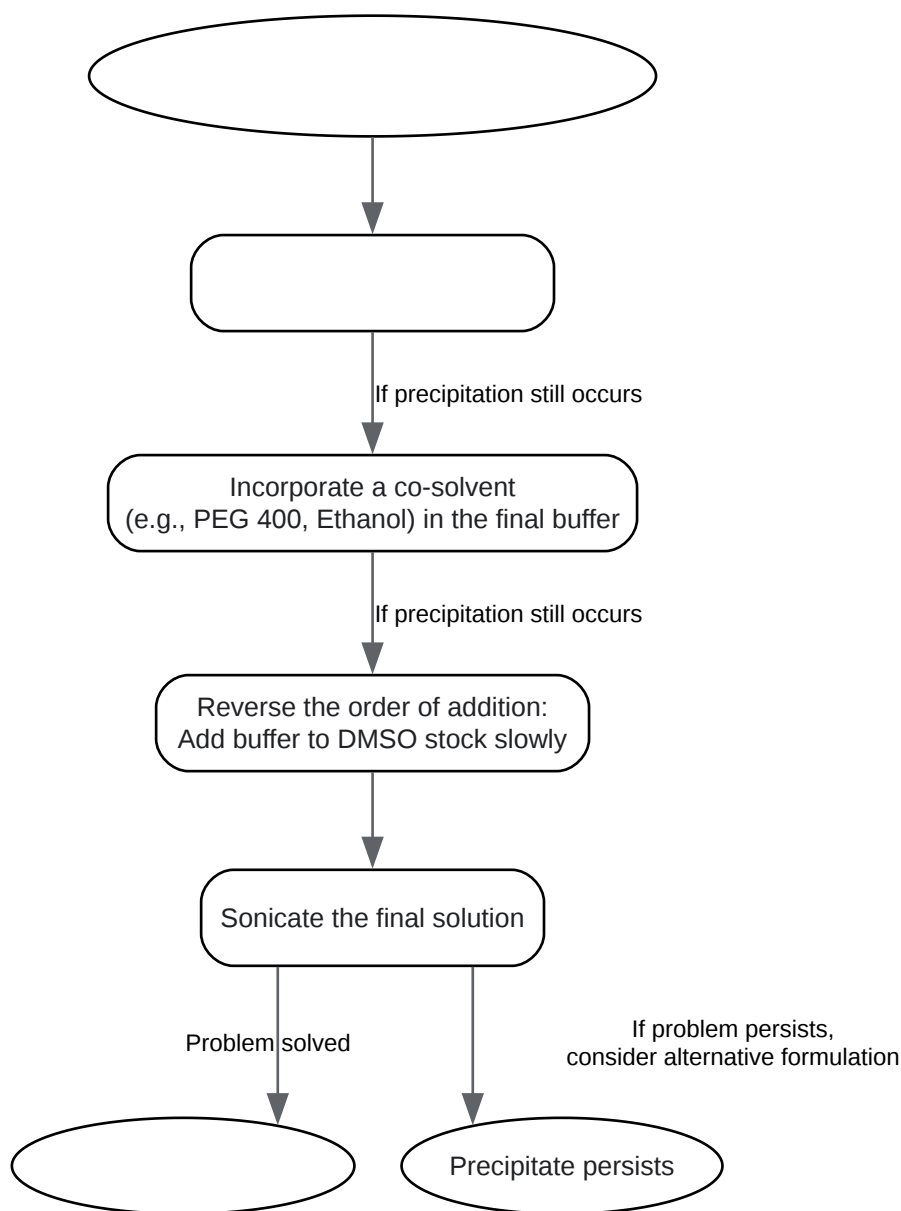 If precipitation still occurs
Incorporate a co-solvent
(e.g., PEG 400, Ethanol) in the final buffer
If precipitation still occurs
Reverse the order of addition:
Add buffer to DMSO stock slowly
Sonicate the final solution
Problem solved
If problem persists,
consider alternative formulation
Precipitate persists